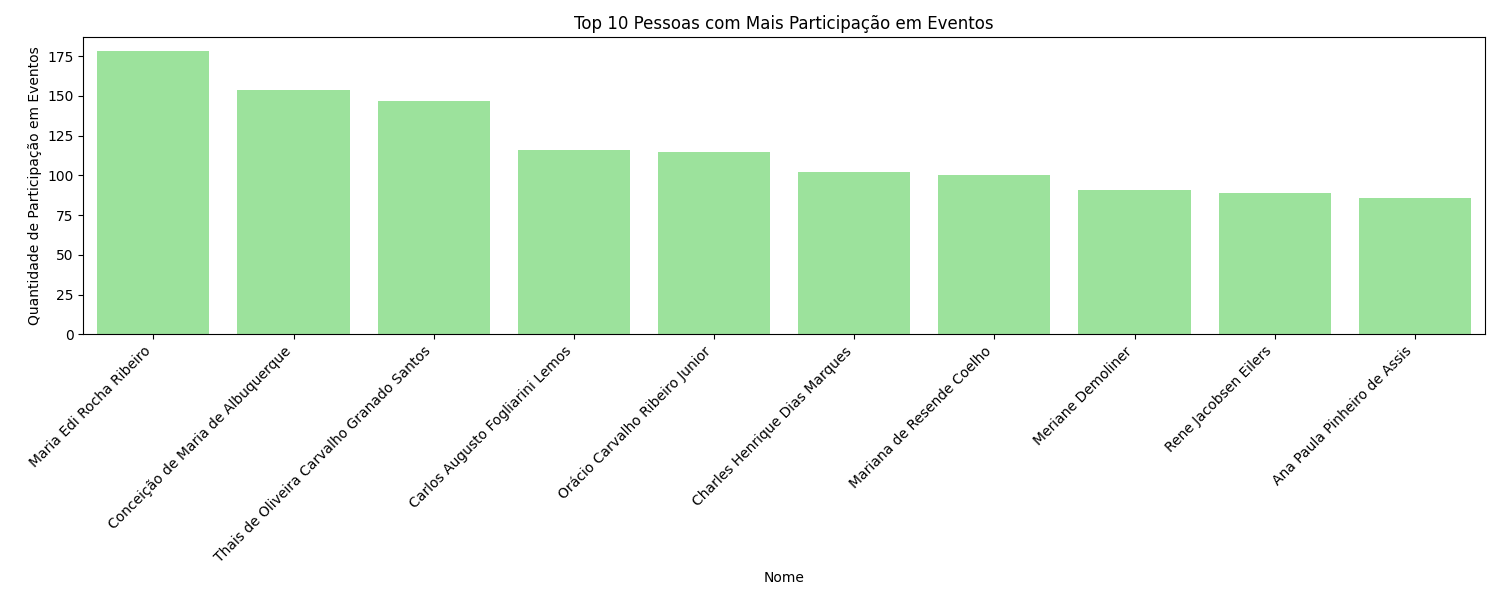 Top 10 Pessoas com Mais Participação em Eventos
Quantidade de Participação em Eventos
175
150
125
100
75
50
25
0
Maria Edi Rocha Ribeiro
Conceição de Maria de Albuquerque
Thais de Oliveira Carvalho Granado Santos
Carlos Augusto Fogliarini Lemos
Orácio Carvalho Ribeiro Junior
Charles Henrique Dias Marques
Mariana de Resende Coelho
Meriane Demoliner
Rene Jacobsen Eilers
Ana Paula Pinheiro de Assis
Nome